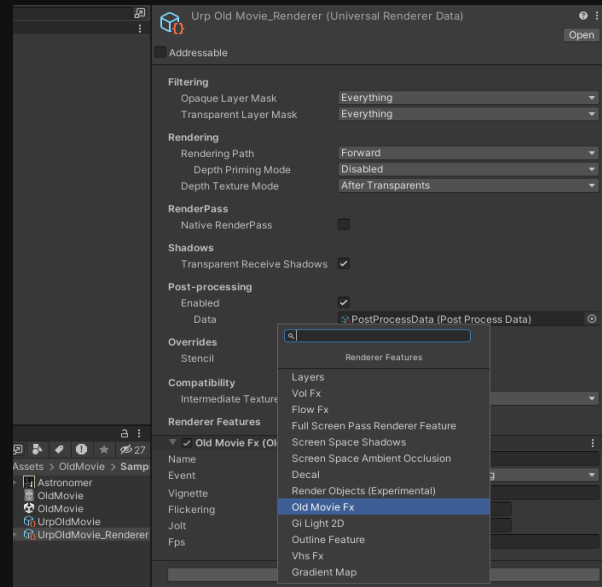 Urp Old Movie_Renderer (Universal Renderer Data)
Open
Addressable
Filtering
Opaque Layer Mask Everything
Transparent Layer Mask Everything
Rendering
Rendering Path Forward
Depth Priming Mode Disabled
Depth Texture Mode After Transparents
RenderPass
Native RenderPass
Shadows
Transparent Receive Shadows
Post-processing
Enabled
Data PostProcessData (Post Process Data)
Overrides
Stencil
Compatibility
Intermediate Texture
Renderer Features
Old Movie Fx (Ol
Name
Event g
Vignette
Flickering
Jolt
Fps
Renderer Features
Layers
Vol Fx
Flow Fx
Full Screen Pass Renderer Feature
Screen Space Shadows
Screen Space Ambient Occlusion
Decal
Render Objects (Experimental)
Old Movie Fx
Gi Light 2D
Outline Feature
Vhs Fx
Gradient Map
27
Assets > OldMovie > Samp
Astronomer
OldMovie
OldMovie
UrpOldMovie
UrpOldMovie_Renderer